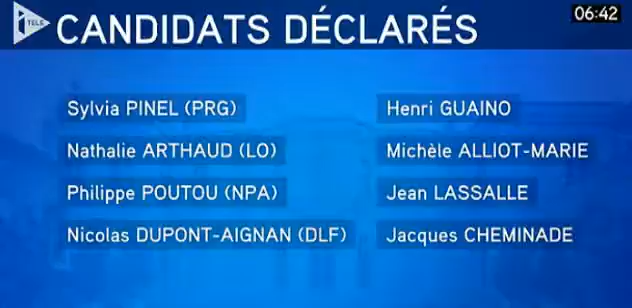 iTELE
CANDIDATS DÉCLARÉS
06:42
Sylvia PINEL (PRG)
Henri GUAINO
Nathalie ARTHAUD (LO)
Michèle ALLIOT-MARIE
Philippe POUTOU (NPA)
Jean LASSALLE
Nicolas DUPONT-AIGNAN (DLF)
Jacques CHEMINADE